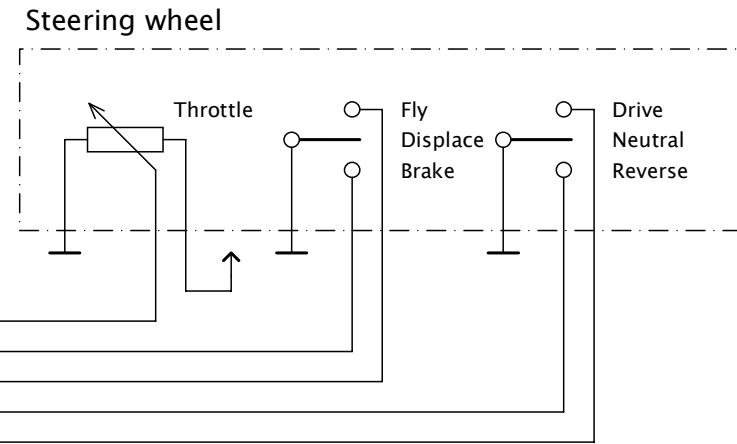 Steering wheel
Throttle
Fly
Displace
Brake
Drive
Neutral
Reverse